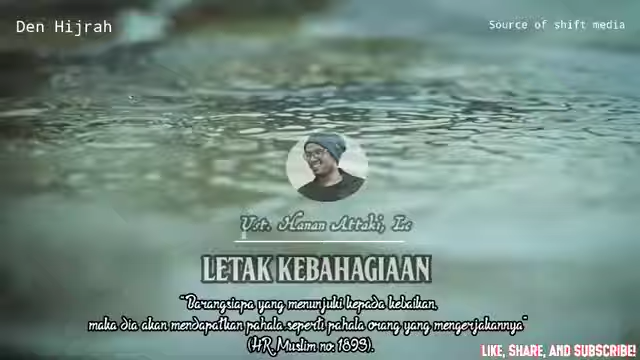 Den Hijrah
Source of shift media
Ust. Hanan Attaki, Lc
LETAK KEBAHAGIAAN
"Barangsiapa yang menunjuki kepada kebaikan,
maka dia akan mendapatkan pahala seperti pahala orang yang mengerjakannya"
(HR. Muslim no. 1893).
LIKE, SHARE, AND SUBSCRIBE!